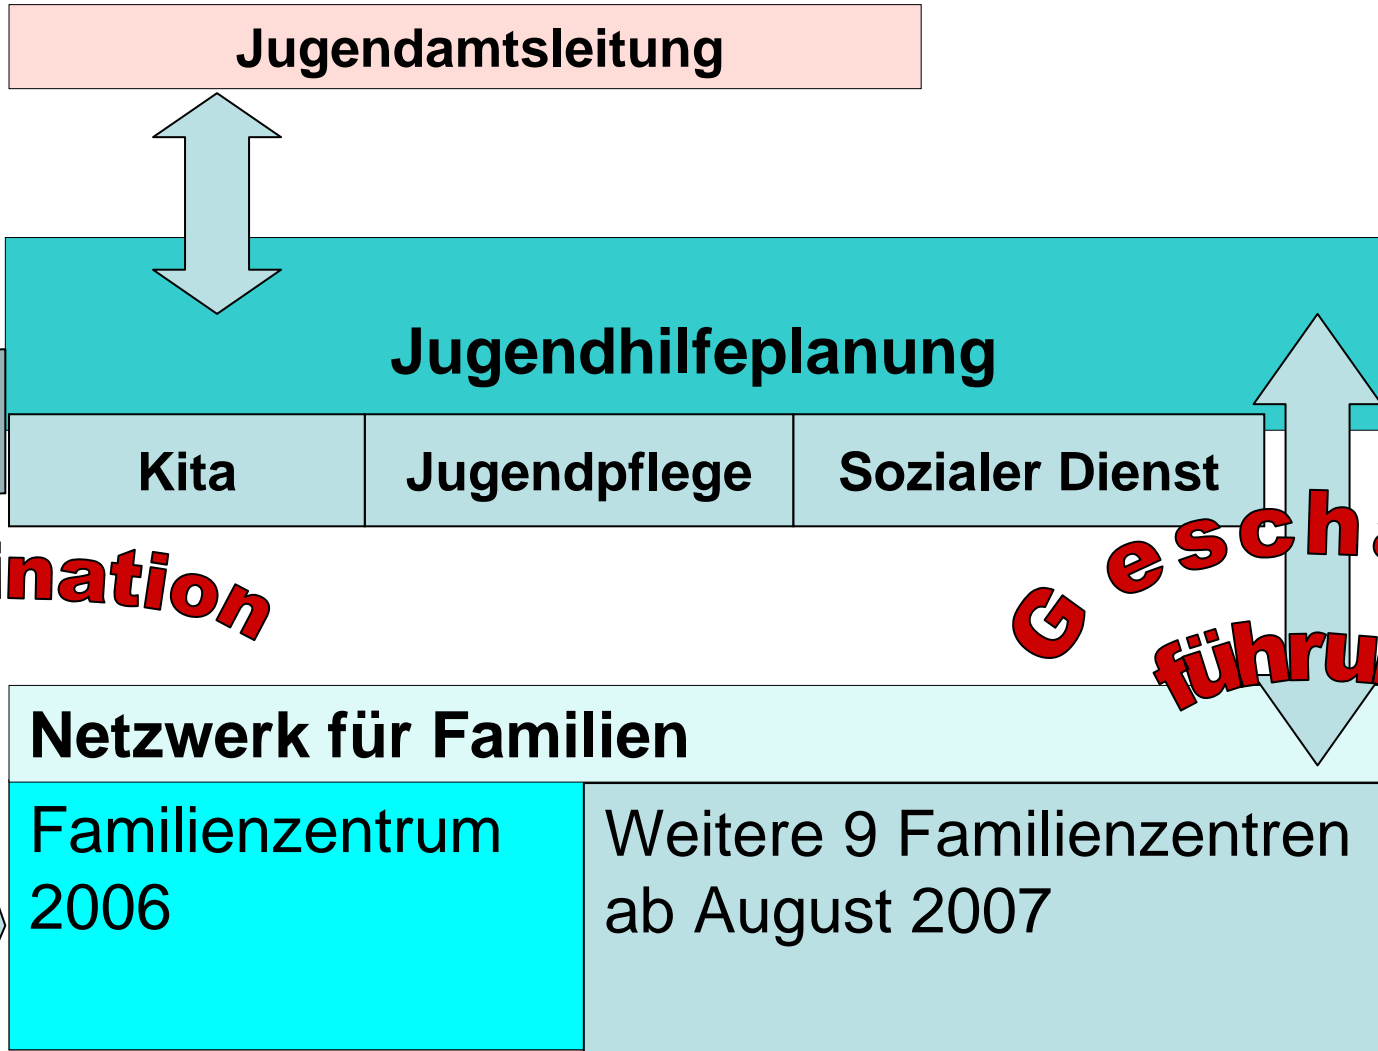 Jugendamtsleitung
Jugendhilfeplanung
Kita
Jugendpflege
Sozialer Dienst
ination
Gesch
führu
Netzwerk für Familien
Familienzentrum
2006
Weitere 9 Familienzentren
ab August 2007